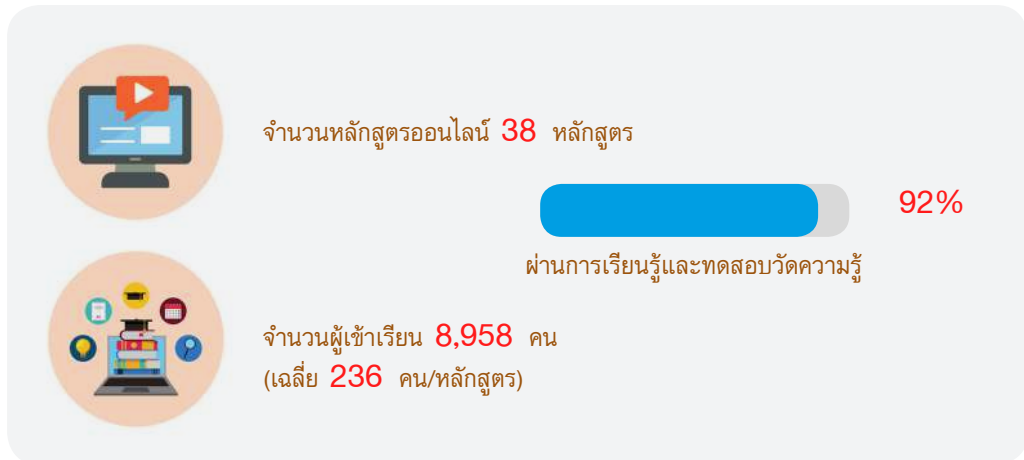 จำนวนหลักสูตรออนไลน์ 38 หลักสูตร
92%
ผ่านการเรียนรู้และทดสอบวัดความรู้
จำนวนผู้เข้าเรียน 8,958 คน
(เฉลี่ย 236 คน/หลักสูตร)